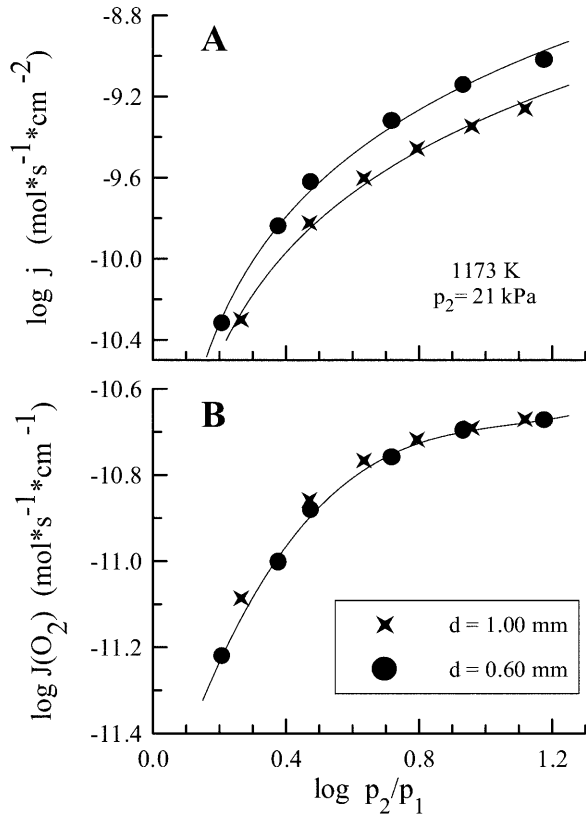 A
log j (mol*s⁻¹*cm⁻²)
-8.8
-9.2
-9.6
-10.0
-10.4
1173 K
p₂= 21 kPa
B
log J(O₂) (mol*s⁻¹*cm⁻¹)
-10.6
-10.8
-11.0
-11.2
-11.4
d = 1.00 mm
d = 0.60 mm
0.0 0.4 0.8 1.2
log p₂/p₁